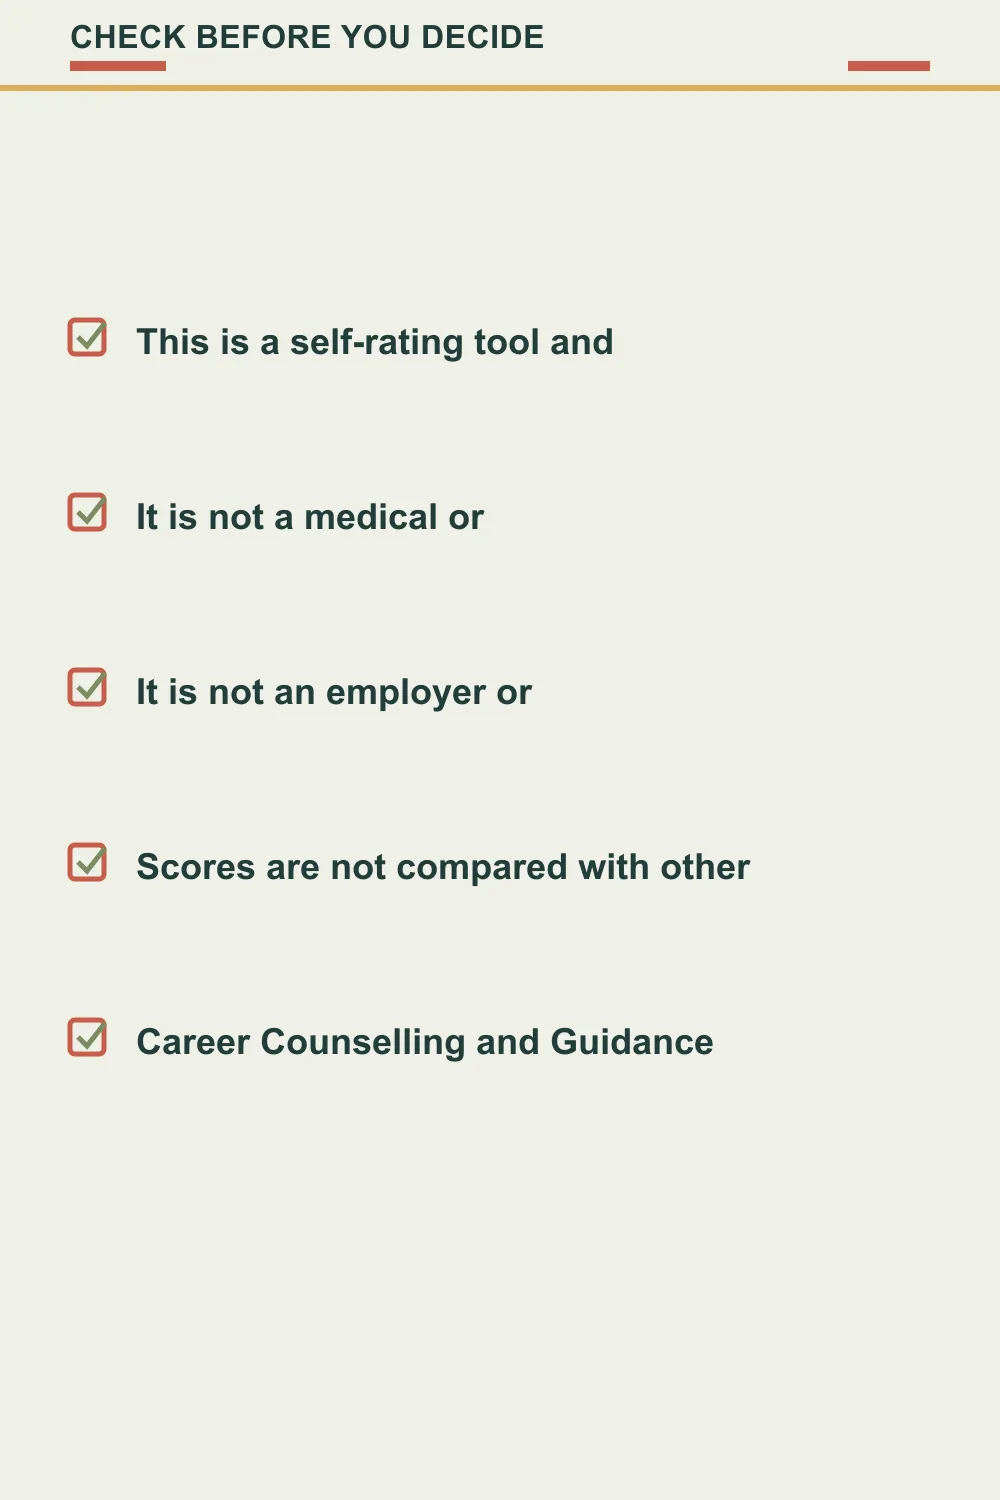 CHECK BEFORE YOU DECIDE
This is a self-rating tool and
It is not a medical or
It is not an employer or
Scores are not compared with other
Career Counselling and Guidance